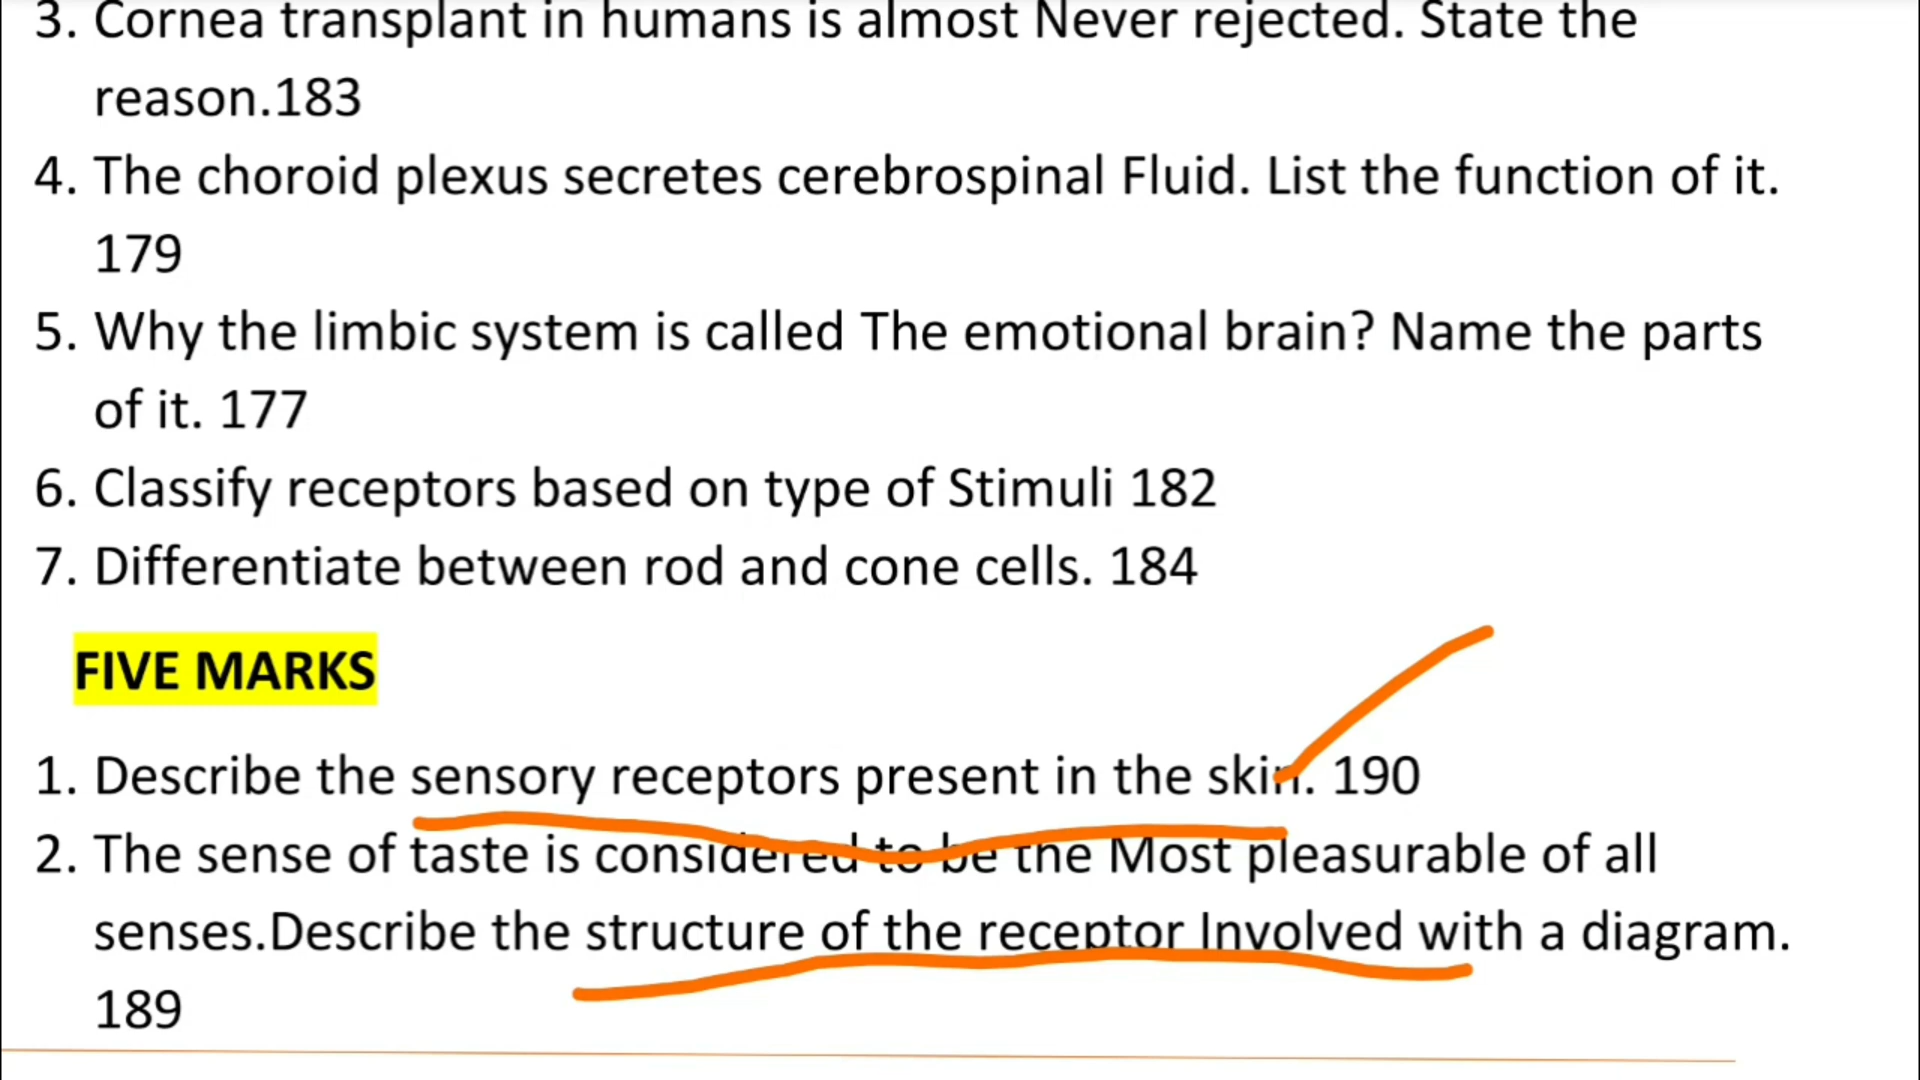 3. Cornea transplant in humans is almost Never rejected. State the
reason.183
4. The choroid plexus secretes cerebrospinal Fluid. List the function of it.
179
5. Why the limbic system is called The emotional brain? Name the parts
of it. 177
6. Classify receptors based on type of Stimuli 182
7. Differentiate between rod and cone cells. 184
FIVE MARKS
1. Describe the sensory receptors present in the skin. 190
2. The sense of taste is considered to be the Most pleasurable of all
senses.Describe the structure of the receptor Involved with a diagram.
189